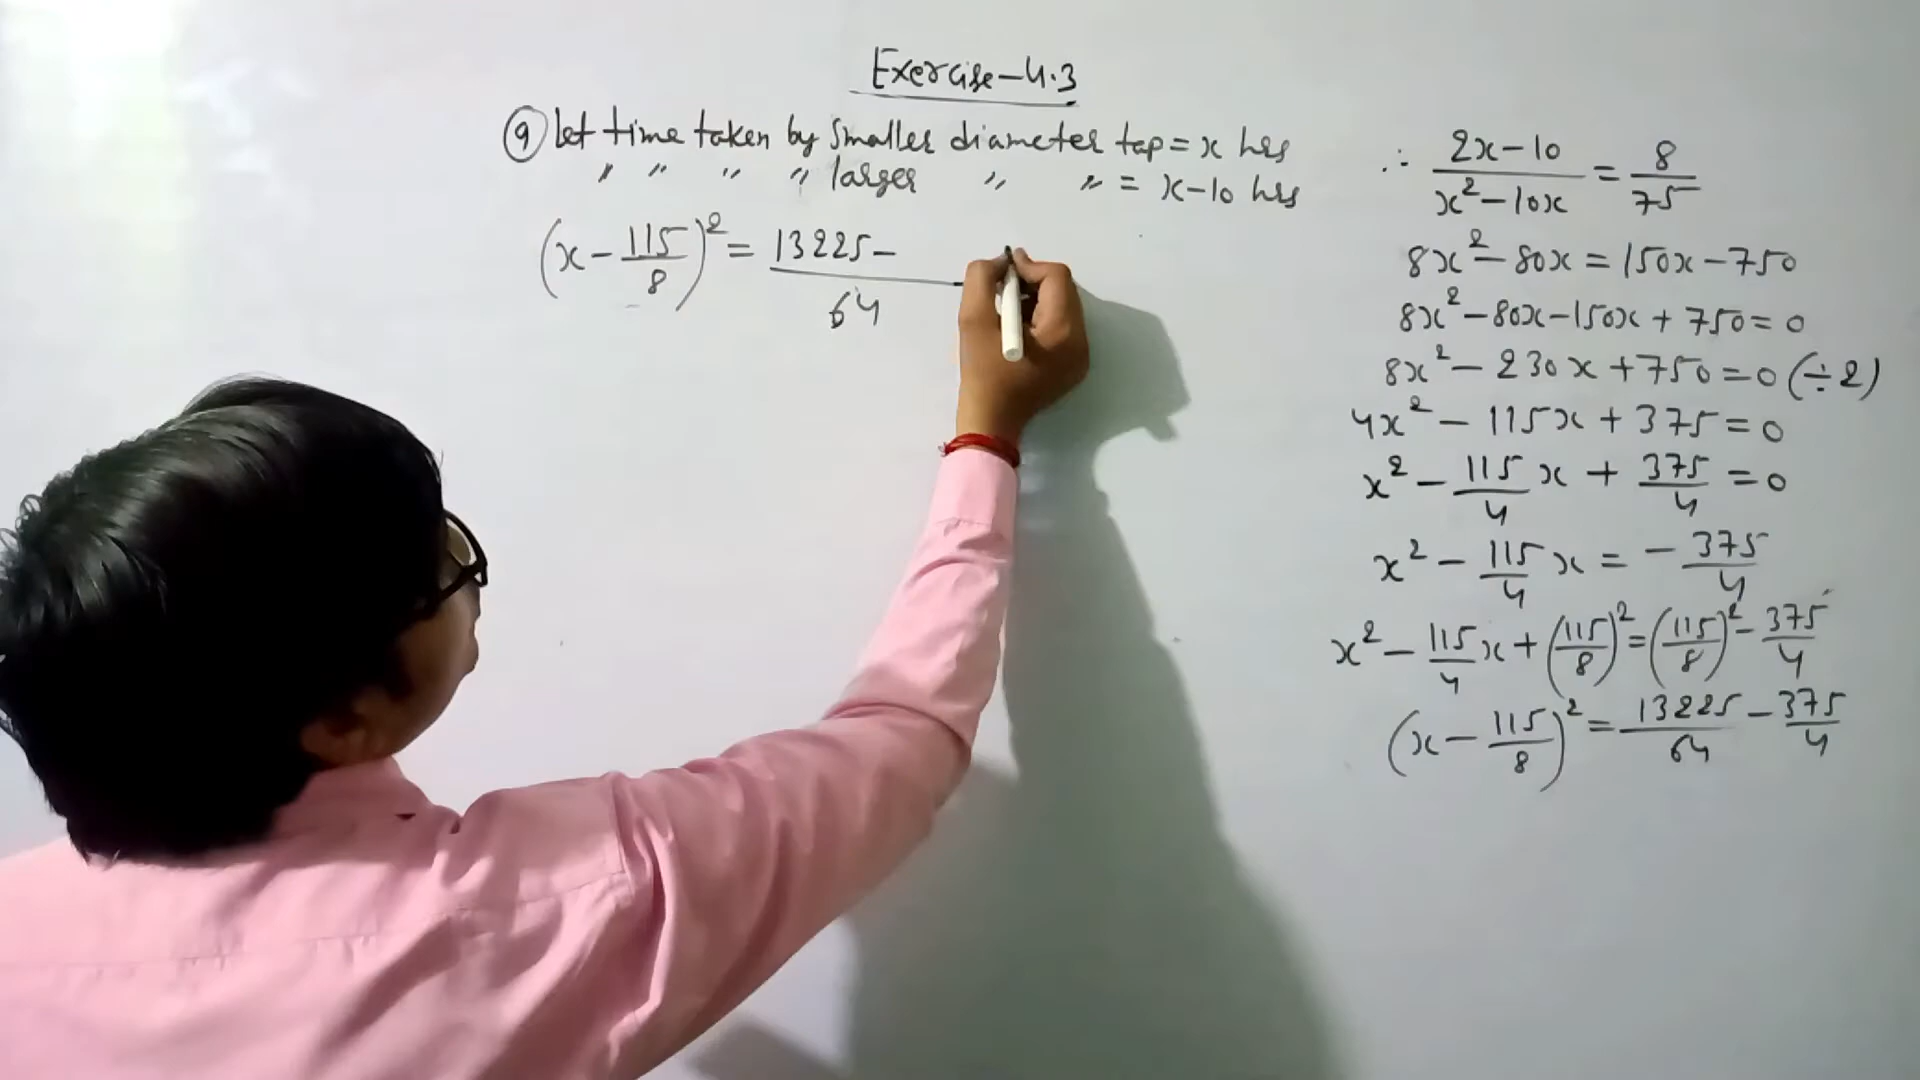 Exercise-4.3
(9) Let time taken by smaller diameter tap = x hrs
〃 〃 〃 〃 larger 〃 〃 = x-10 hrs
(x - 115/8)² = 13225- / 64
∴ (2x-10)/(x²-10x) = 8/75
8x²-80x = 150x-750
8x²-80x-150x+750=0
8x²-230x+750=0 (÷2)
4x²-115x+375=0
x² - 115/4 x + 375/4 = 0
x² - 115/4 x = - 375/4
x² - 115/4 x + (115/8)² = (115/8)² - 375/4
(x - 115/8)² = 13225/64 - 375/4